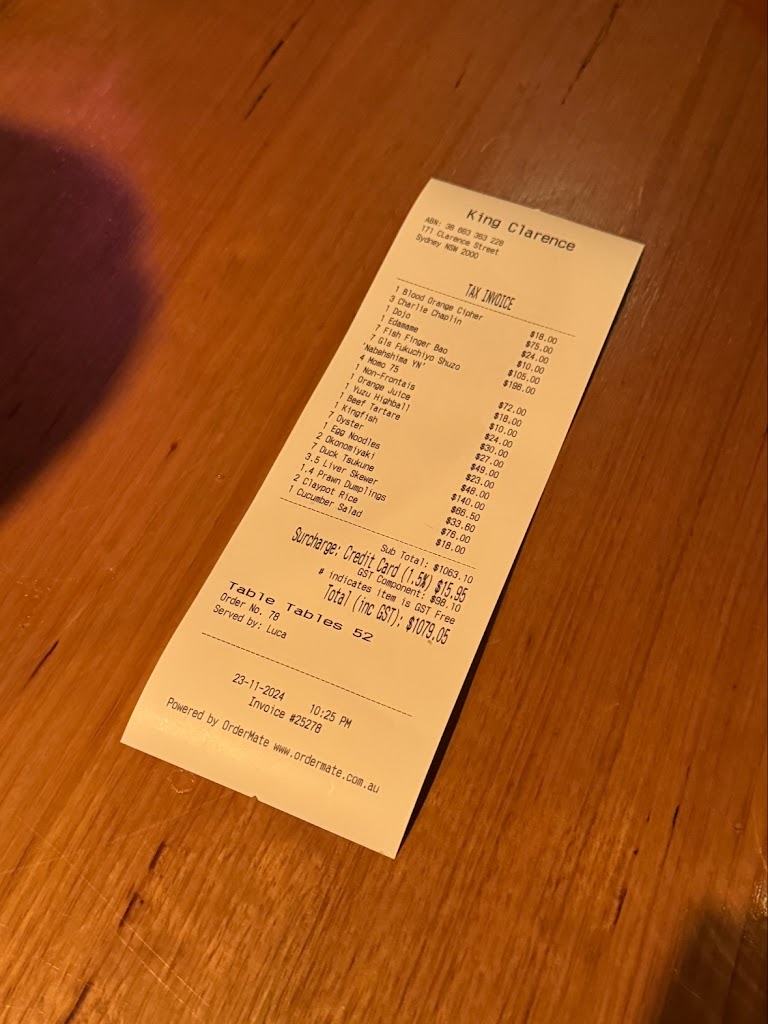 King Clarence
ABN: 38 663 363 228
171 CLarence Street
Sydney NSW 2000
TAX INVOICE
1 Blood Orange Cipher $18.00
3 Charlie Chaplin $75.00
1 Dojo $24.00
1 Edamame $10.00
7 Fish Finger Bao $105.00
7 Gls Fukuchiyo Shuzo $196.00
'Nabehshima YN'
4 Momo 75 $72.00
1 Non-Frontais $18.00
1 Orange Juice $10.00
1 Yuzu Highball $24.00
1 Beef Tartare $30.00
1 Kingfish $27.00
7 Oyster $49.00
1 Egg Noodles $23.00
2 Okonomiyaki $48.00
7 Duck Tsukune $140.00
3.5 Liver Skewer $66.50
1.4 Prawn Dumplings $33.60
2 Claypot Rice $76.00
1 Cucumber Salad $18.00
Sub Total: $1063.10
Surcharge: Credit Card (1.5%) $15.95
GST Component: $98.10
# indicates item is GST Free
Total (inc GST): $1079.05
Table Tables 52
Order No. 78
Served by: Luca
23-11-2024 10:25 PM
Invoice #25278
Powered by OrderMate www.ordermate.com.au